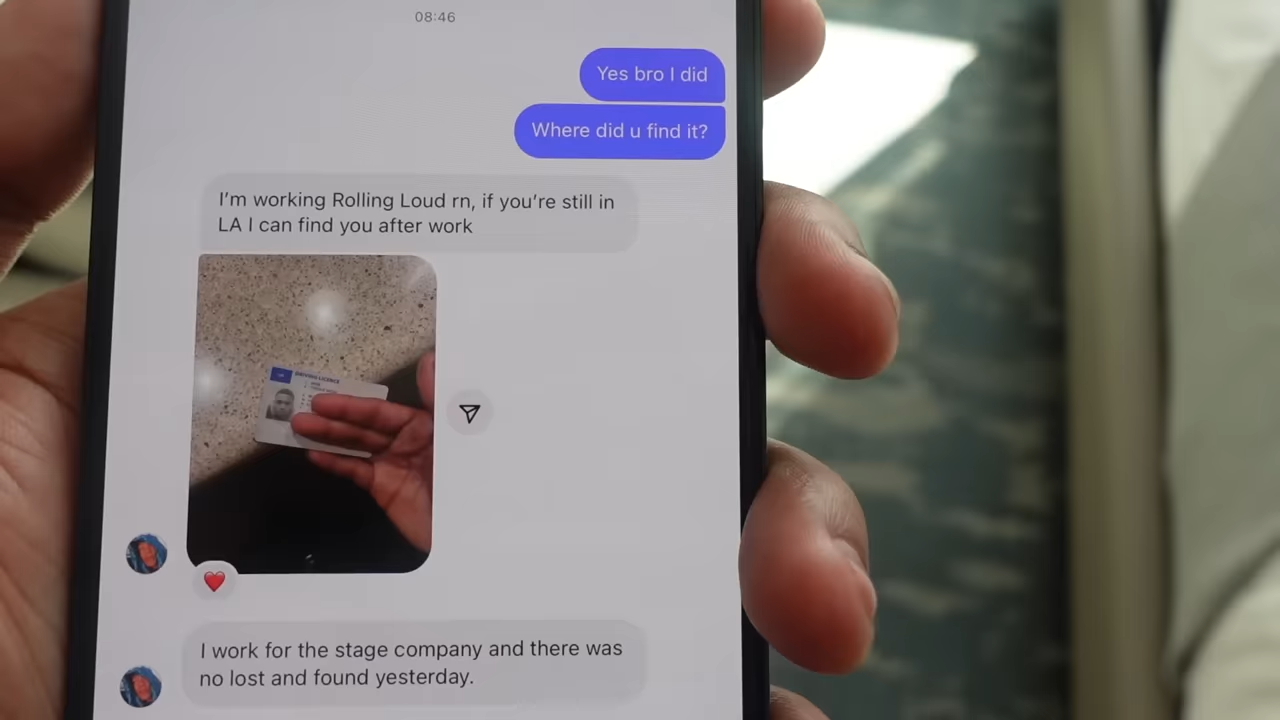 08:46
Yes bro I did
Where did u find it?
I'm working Rolling Loud rn, if you're still in
LA I can find you after work
DRIVING LICENCE
I work for the stage company and there was
no lost and found yesterday.